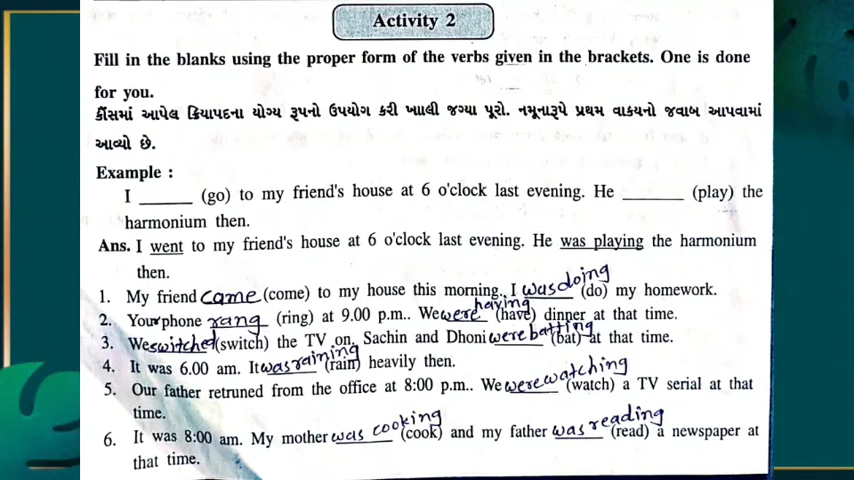 Activity 2
Fill in the blanks using the proper form of the verbs given in the brackets. One is done
for you.
કૌંસમાં આપેલ ક્રિયાપદના યોગ્ય રૂપનો ઉપયોગ કરી ખાલી જગ્યા પૂરો. નમૂનારૂપે પ્રથમ વાક્યનો જવાબ આપવામાં
આવ્યો છે.
Example :
I ______ (go) to my friend's house at 6 o'clock last evening. He ______ (play) the
harmonium then.
Ans. I went to my friend's house at 6 o'clock last evening. He was playing the harmonium
then.
1. My friend came (come) to my house this morning. I was doing (do) my homework.
2. Your phone rang (ring) at 9.00 p.m.. We were having (have) dinner at that time.
3. We switched (switch) the TV on. Sachin and Dhoni were batting (bat) at that time.
4. It was 6.00 am. It was raining (rain) heavily then.
5. Our father retruned from the office at 8:00 p.m.. We were watching (watch) a TV serial at that
time.
6. It was 8:00 am. My mother was cooking (cook) and my father was reading (read) a newspaper at
that time.